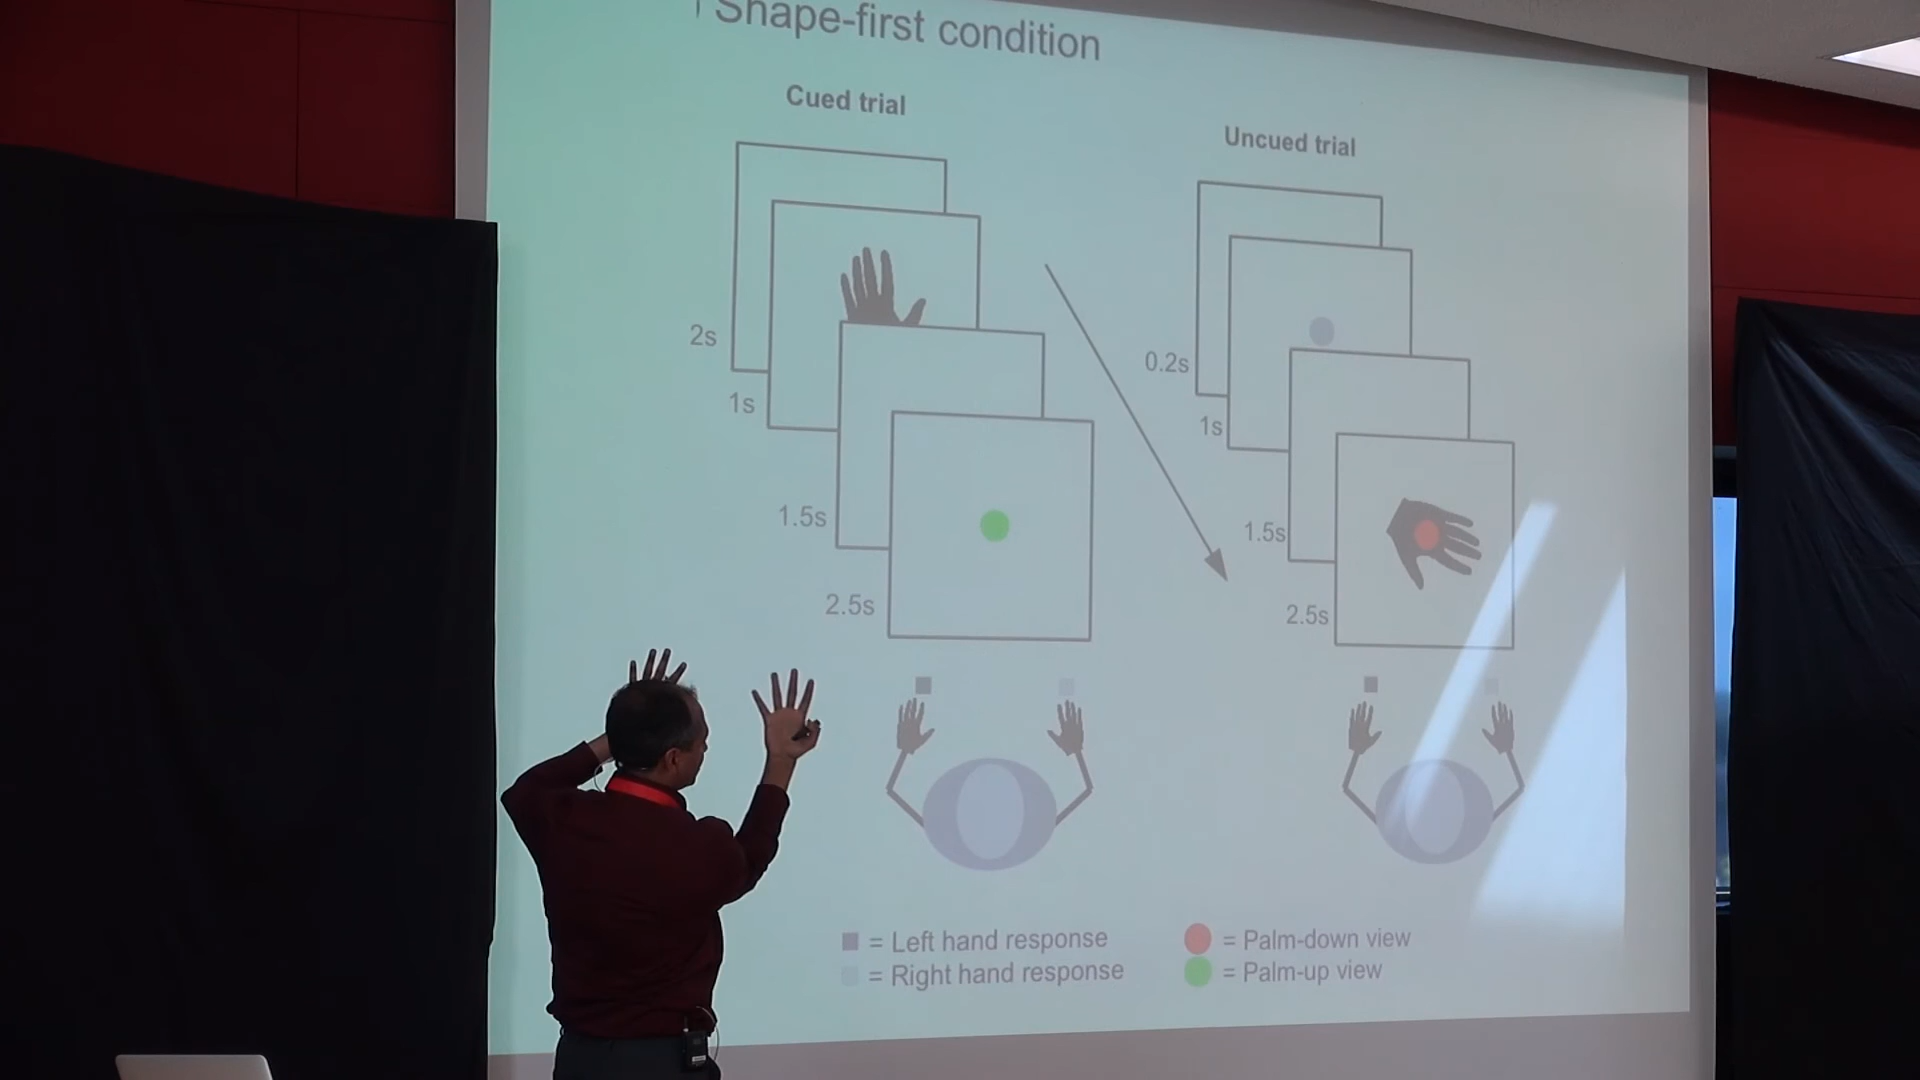 Shape-first condition
Cued trial
Uncued trial
2s
1s
1.5s
2.5s
0.2s
1s
1.5s
2.5s
= Left hand response
= Right hand response
= Palm-down view
= Palm-up view